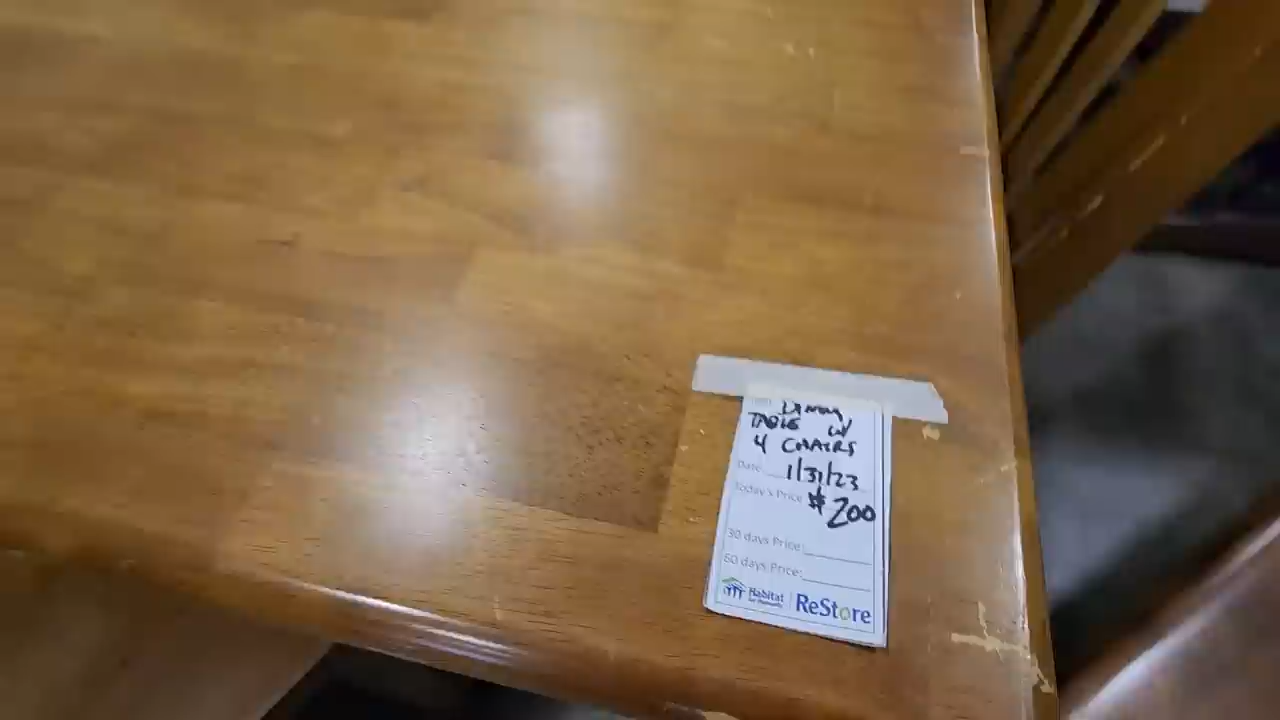 Dining
TABLE W/
4 CHAIRS
Date 1/31/23
Today's Price $200
30 days Price:
60 days Price:
Habitat for Humanity | ReStore